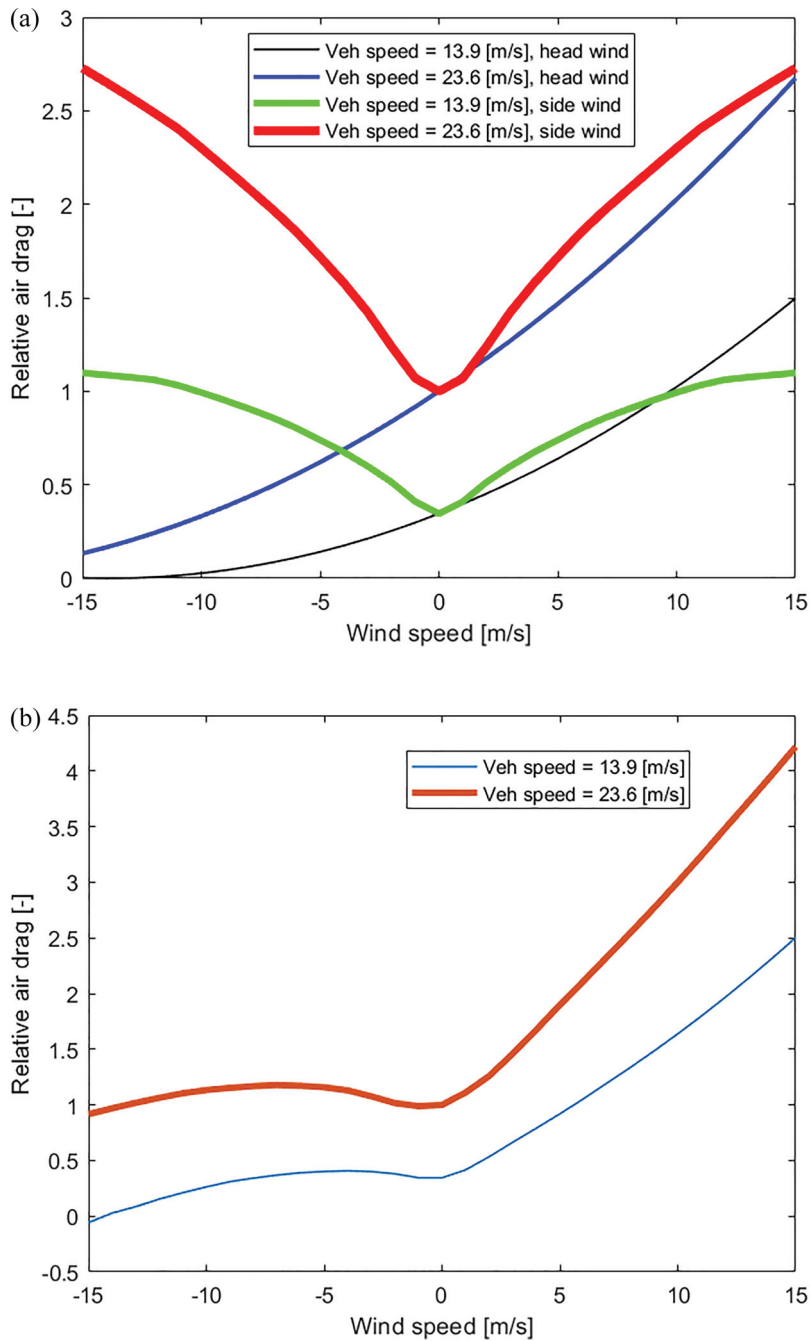 (a)
3
2.5
2
1.5
1
0.5
0
Relative air drag [-]
Veh speed = 13.9 [m/s], head wind
Veh speed = 23.6 [m/s], head wind
Veh speed = 13.9 [m/s], side wind
Veh speed = 23.6 [m/s], side wind
-15 -10 -5 0 5 10 15
Wind speed [m/s]
(b)
4.5
4
3.5
3
2.5
2
1.5
1
0.5
0
-0.5
Relative air drag [-]
Veh speed = 13.9 [m/s]
Veh speed = 23.6 [m/s]
-15 -10 -5 0 5 10 15
Wind speed [m/s]